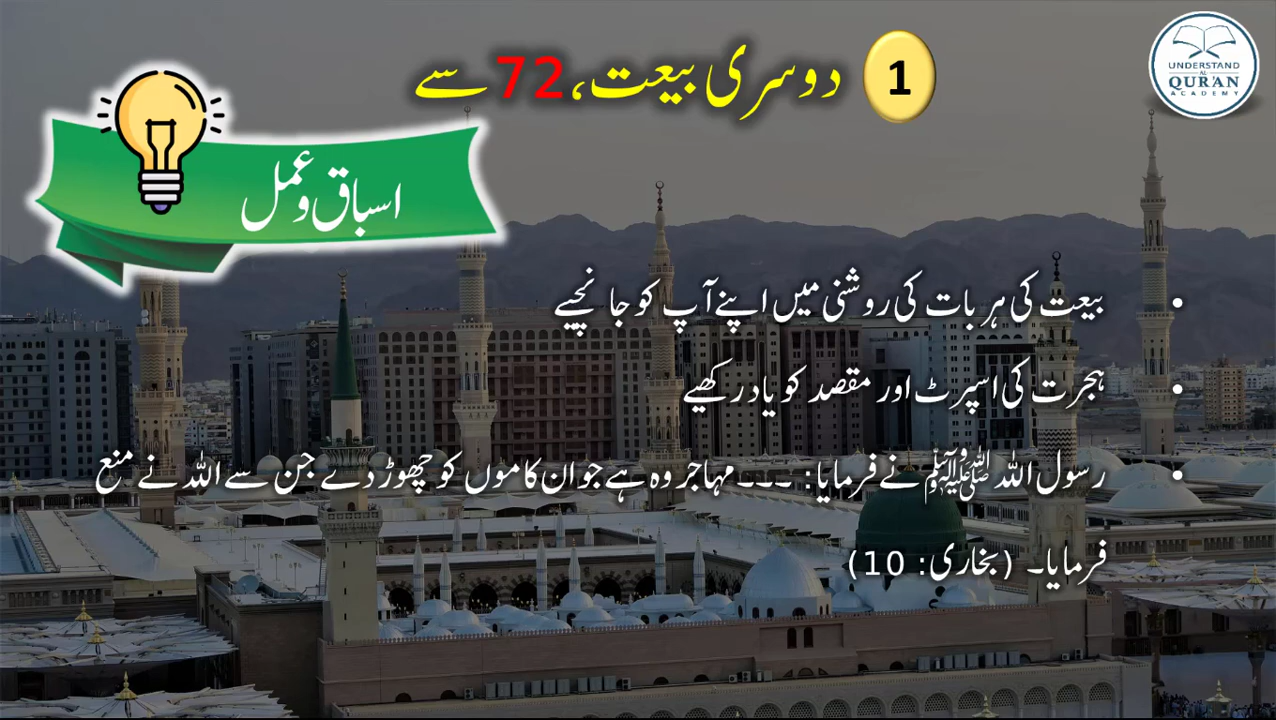 1 دوسری بیعت، 72 سے
UNDERSTAND
AL-
QUR'AN
ACADEMY
اسباق و عمل
• بیعت کی ہر بات کی روشنی میں اپنے آپ کو جانچیے
• ہجرت کی اسپرٹ اور مقصد کو یاد رکھیے
• رسول اللہ ﷺ نے فرمایا: ۔۔۔ مہاجر وہ ہے جو ان کاموں کو چھوڑ دے جن سے اللہ نے منع
فرمایا۔ (بخاری: 10)